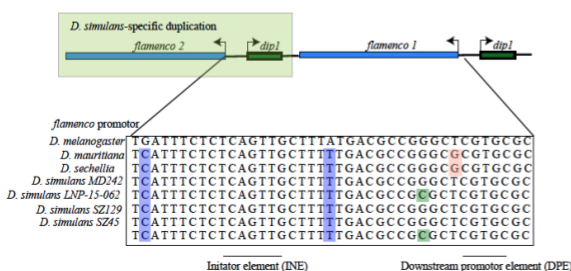 D. simulans-specific duplication
flamenco 2 dip1 flamenco 1 dip1
flamenco promotor
D. melanogaster TGATTTCTCTCAGTTGCTTTATGACGCCGGGCTCGTGCGC
D. mauritiana TCATTTCTCTCAGTTGCTTTTTGACGCCGGGCGCGTGCGC
D. sechellia TCATTTCTCTCAGTTGCTTTTTGACGCCGGGCGCGTGCGC
D. simulans MD242 TCATTTCTCTCAGTTGCTTTTTGACGCCGGGCTCGTGCGC
D. simulans LNP-15-062 TCATTTCTCTCAGTTGCTTTTTGACGCCGCGCTCGTGCGC
D. simulans SZ129 TCATTTCTCTCAGTTGCTTTTTGACGCCGGGCTCGTGCGC
D. simulans SZ45 TCATTTCTCTCAGTTGCTTTTTGACGCCGGGCTCGTGCGC
TCATTTCTCTCAGTTGCTTTTTGACGCCGCGCTCGTGCGC
Initator element (INE) Downstream promotor element (DPE)